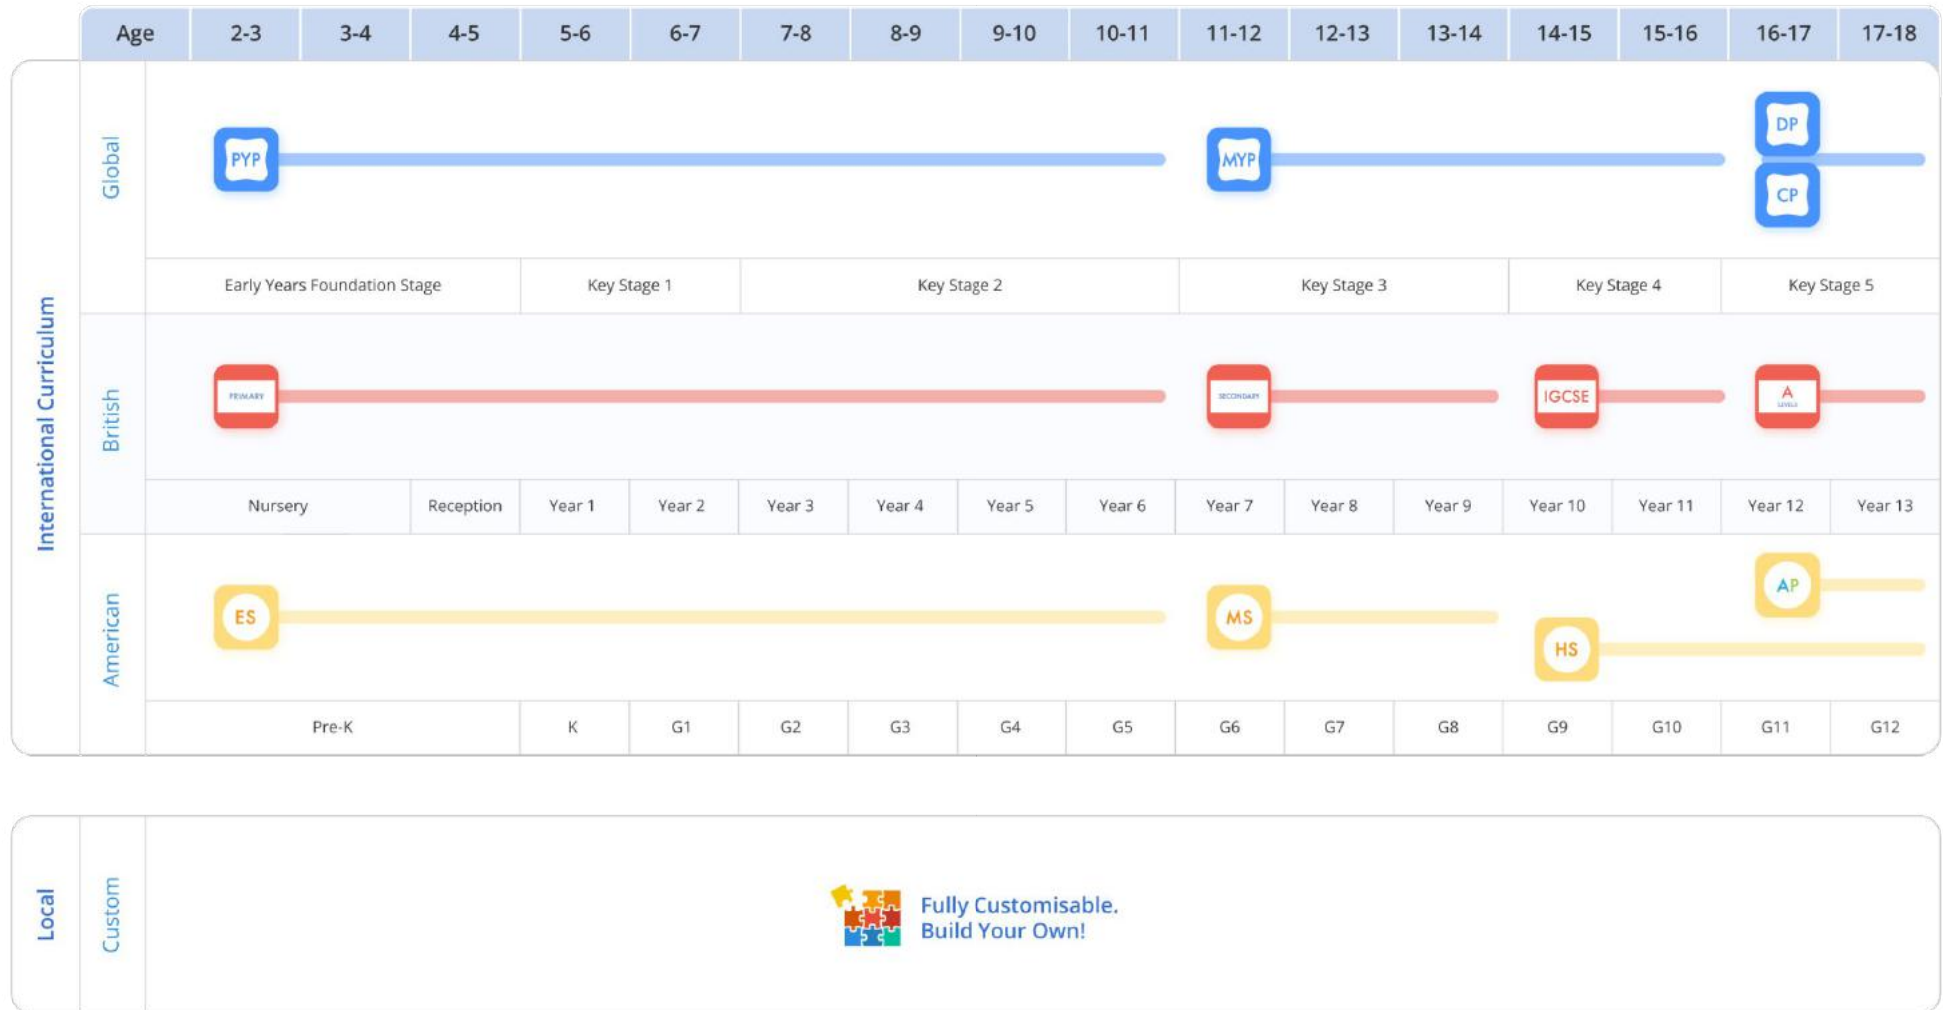 Age 2-3 3-4 4-5 5-6 6-7 7-8 8-9 9-10 10-11 11-12 12-13 13-14 14-15 15-16 16-17 17-18
International Curriculum
Global
PYP MYP DP
CP
Early Years Foundation Stage Key Stage 1 Key Stage 2 Key Stage 3 Key Stage 4 Key Stage 5
British
PRIMARY SECONDARY IGCSE A
LEVELS
Nursery Reception Year 1 Year 2 Year 3 Year 4 Year 5 Year 6 Year 7 Year 8 Year 9 Year 10 Year 11 Year 12 Year 13
American
AP
ES MS
HS
Pre-K K G1 G2 G3 G4 G5 G6 G7 G8 G9 G10 G11 G12
Local
Custom
Fully Customisable.
Build Your Own!